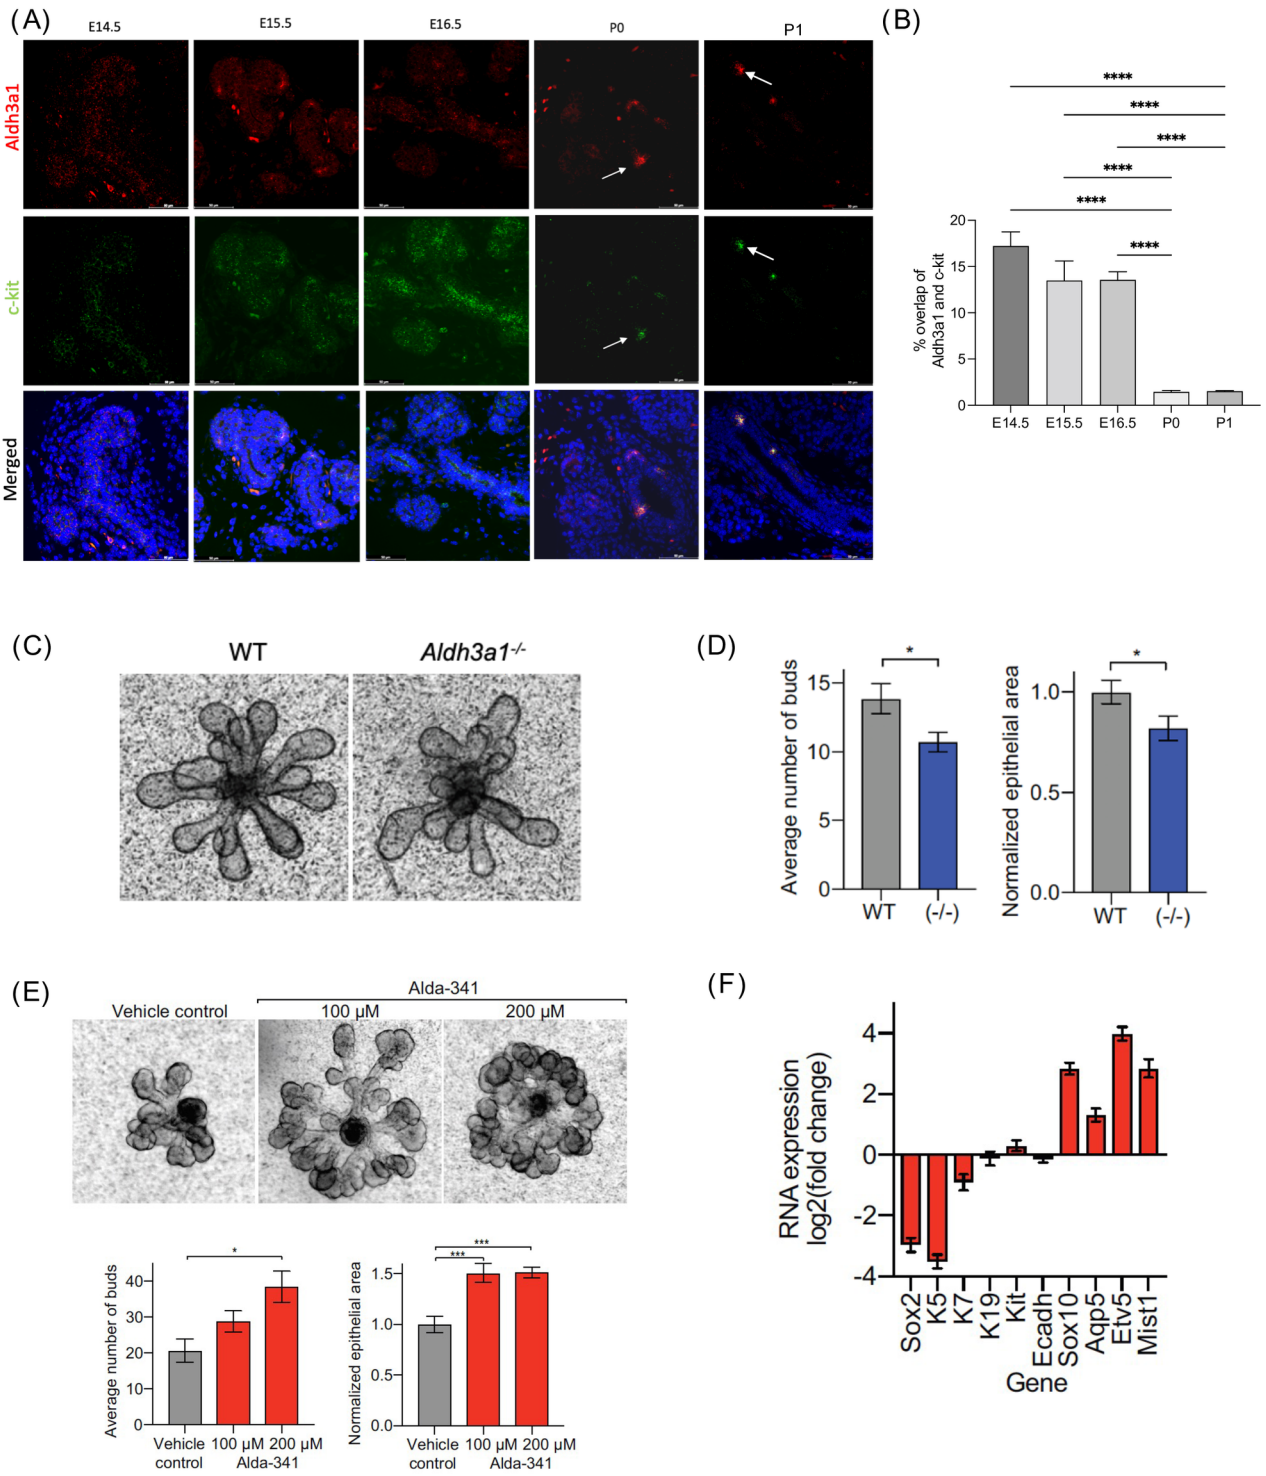 (A)
E14.5 E15.5 E16.5 P0 P1
Aldh3a1
c-kit
Merged
(B)
****
****
****
****
****
****
% overlap of
Aldh3a1 and c-kit
20
15
10
5
0
E14.5 E15.5 E16.5 P0 P1
(C)
WT Aldh3a1-/-
(D)
*
Average number of buds
15
10
5
0
WT (-/-)
*
Normalized epithelial area
1.0
0.5
0.0
WT (-/-)
(E)
Alda-341
Vehicle control 100 µM 200 µM
*
Average number of buds
40
30
20
10
0
Vehicle control 100 µM 200 µM
Alda-341
***
***
Normalized epithelial area
1.5
1.0
0.5
0.0
Vehicle control 100 µM 200 µM
Alda-341
(F)
RNA expression
log2(fold change)
4
2
0
-2
-4
Sox2 K5 K7 K19 Kit Ecadh Sox10 Aqp5 Etv5 Mist1
Gene